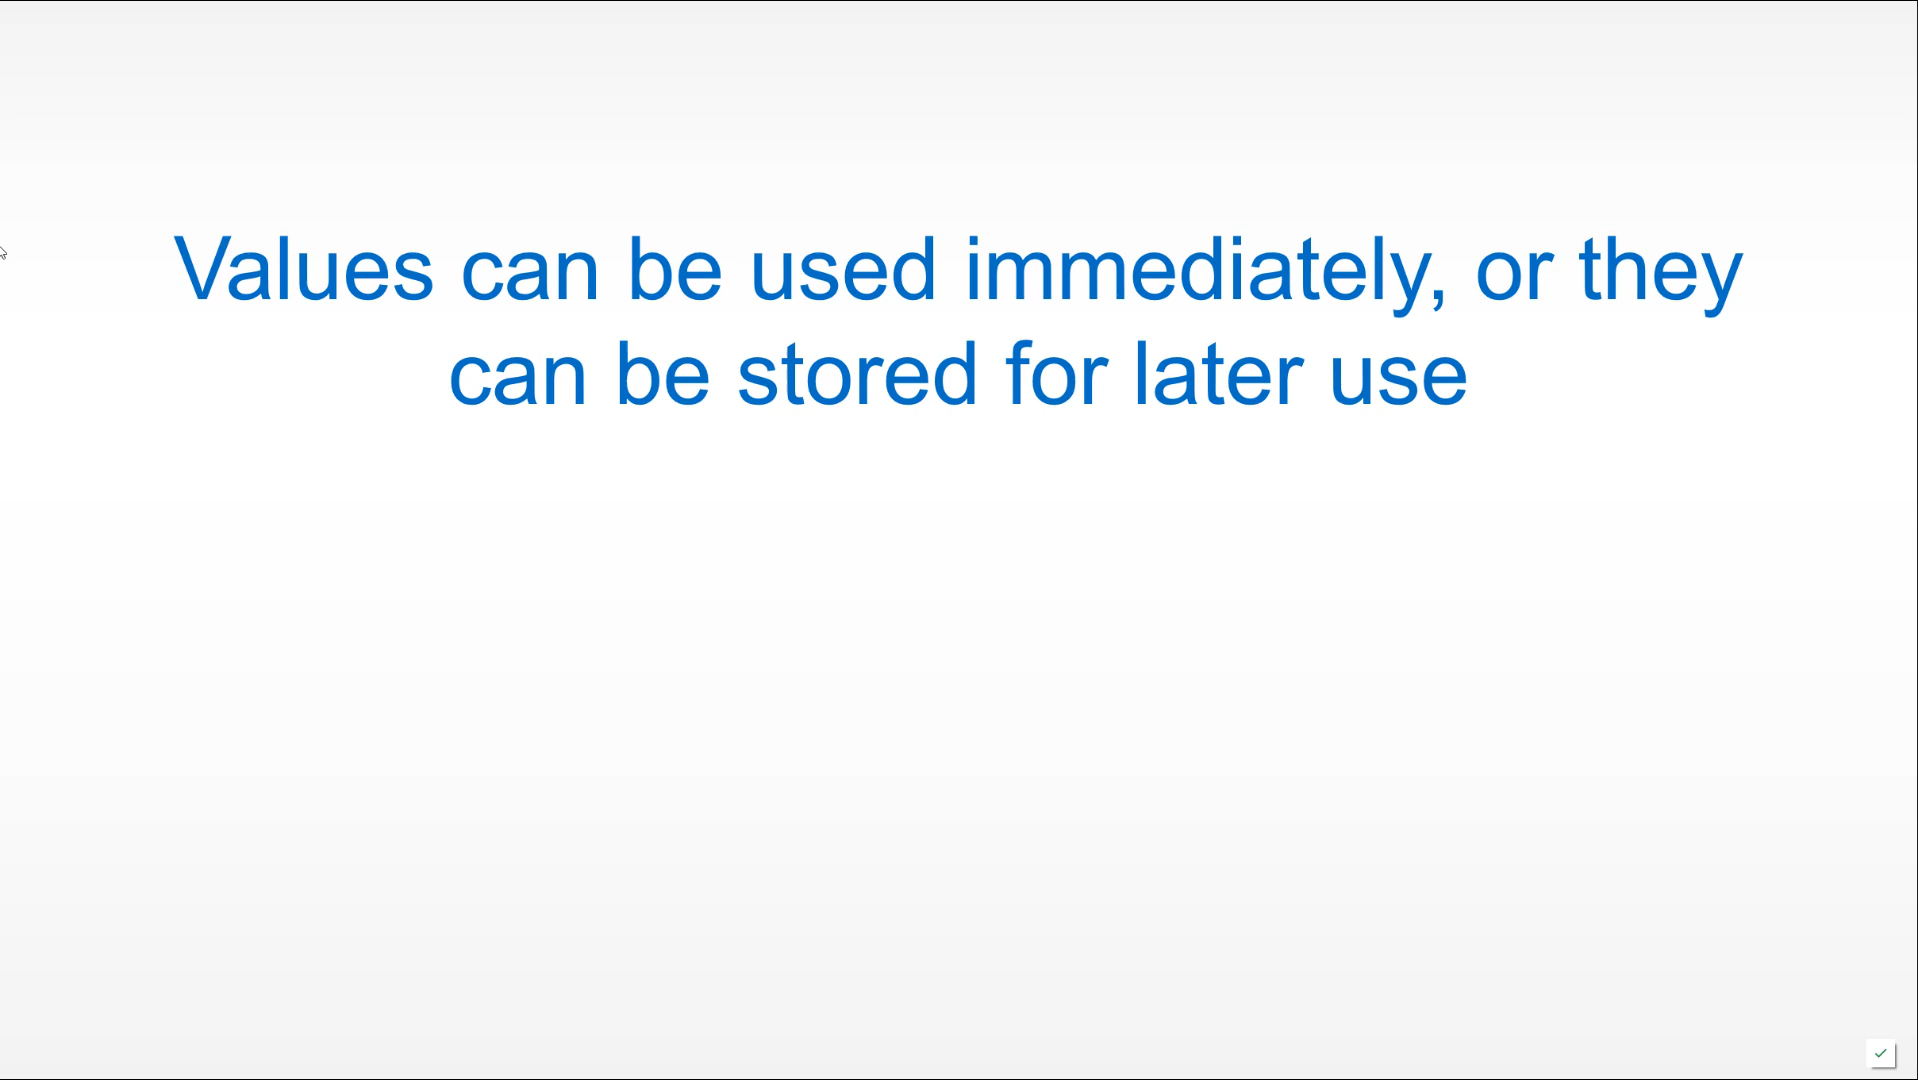 Values can be used immediately, or they
can be stored for later use